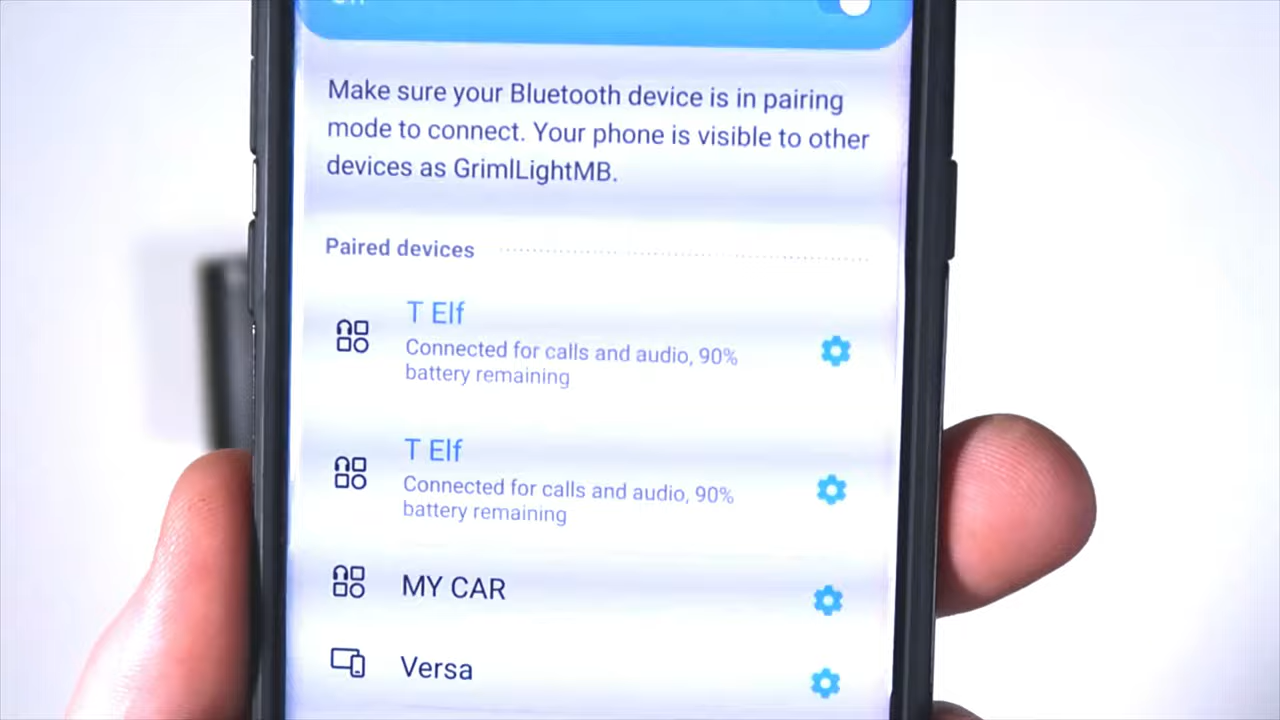 Make sure your Bluetooth device is in pairing
mode to connect. Your phone is visible to other
devices as GrimlLightMB.
Paired devices
T Elf
Connected for calls and audio, 90%
battery remaining
T Elf
Connected for calls and audio, 90%
battery remaining
MY CAR
Versa